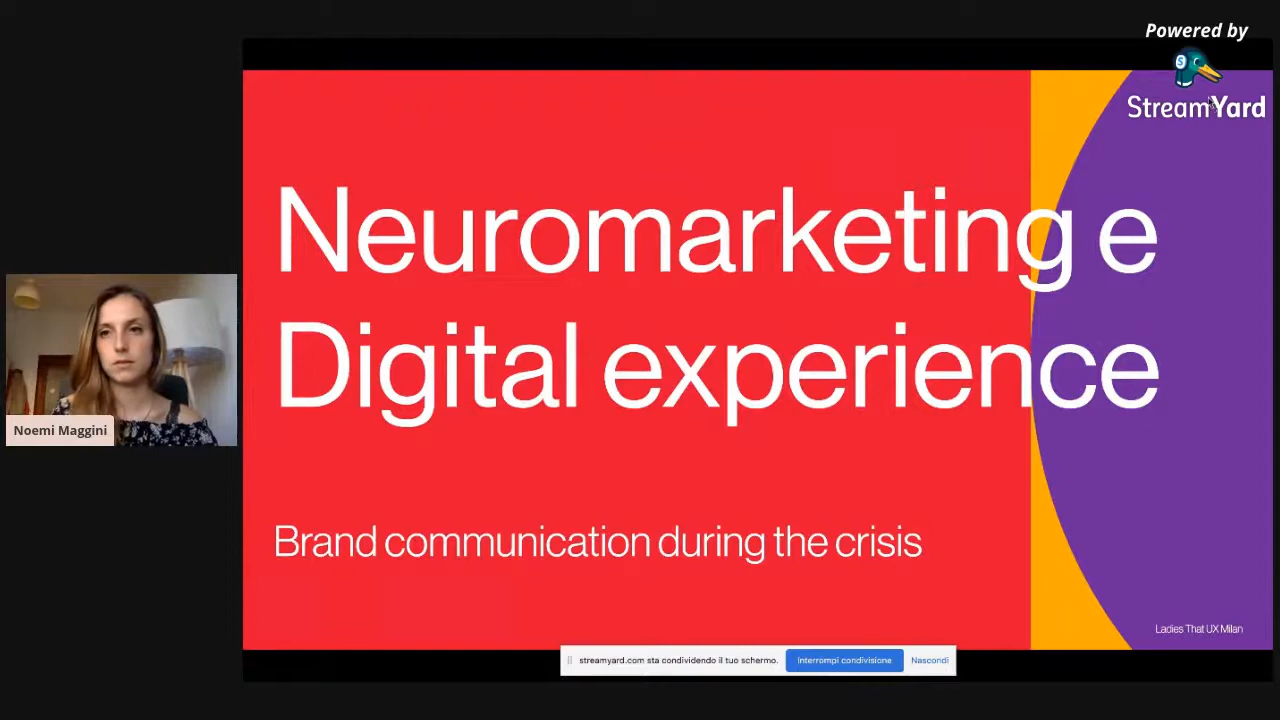 Powered by
StreamYard
Neuromarketing e
Digital experience
Noemi Maggini
Brand communication during the crisis
Ladies That UX Milan
streamyard.com sta condividendo il tuo schermo. Interrompi condivisione Nascondi